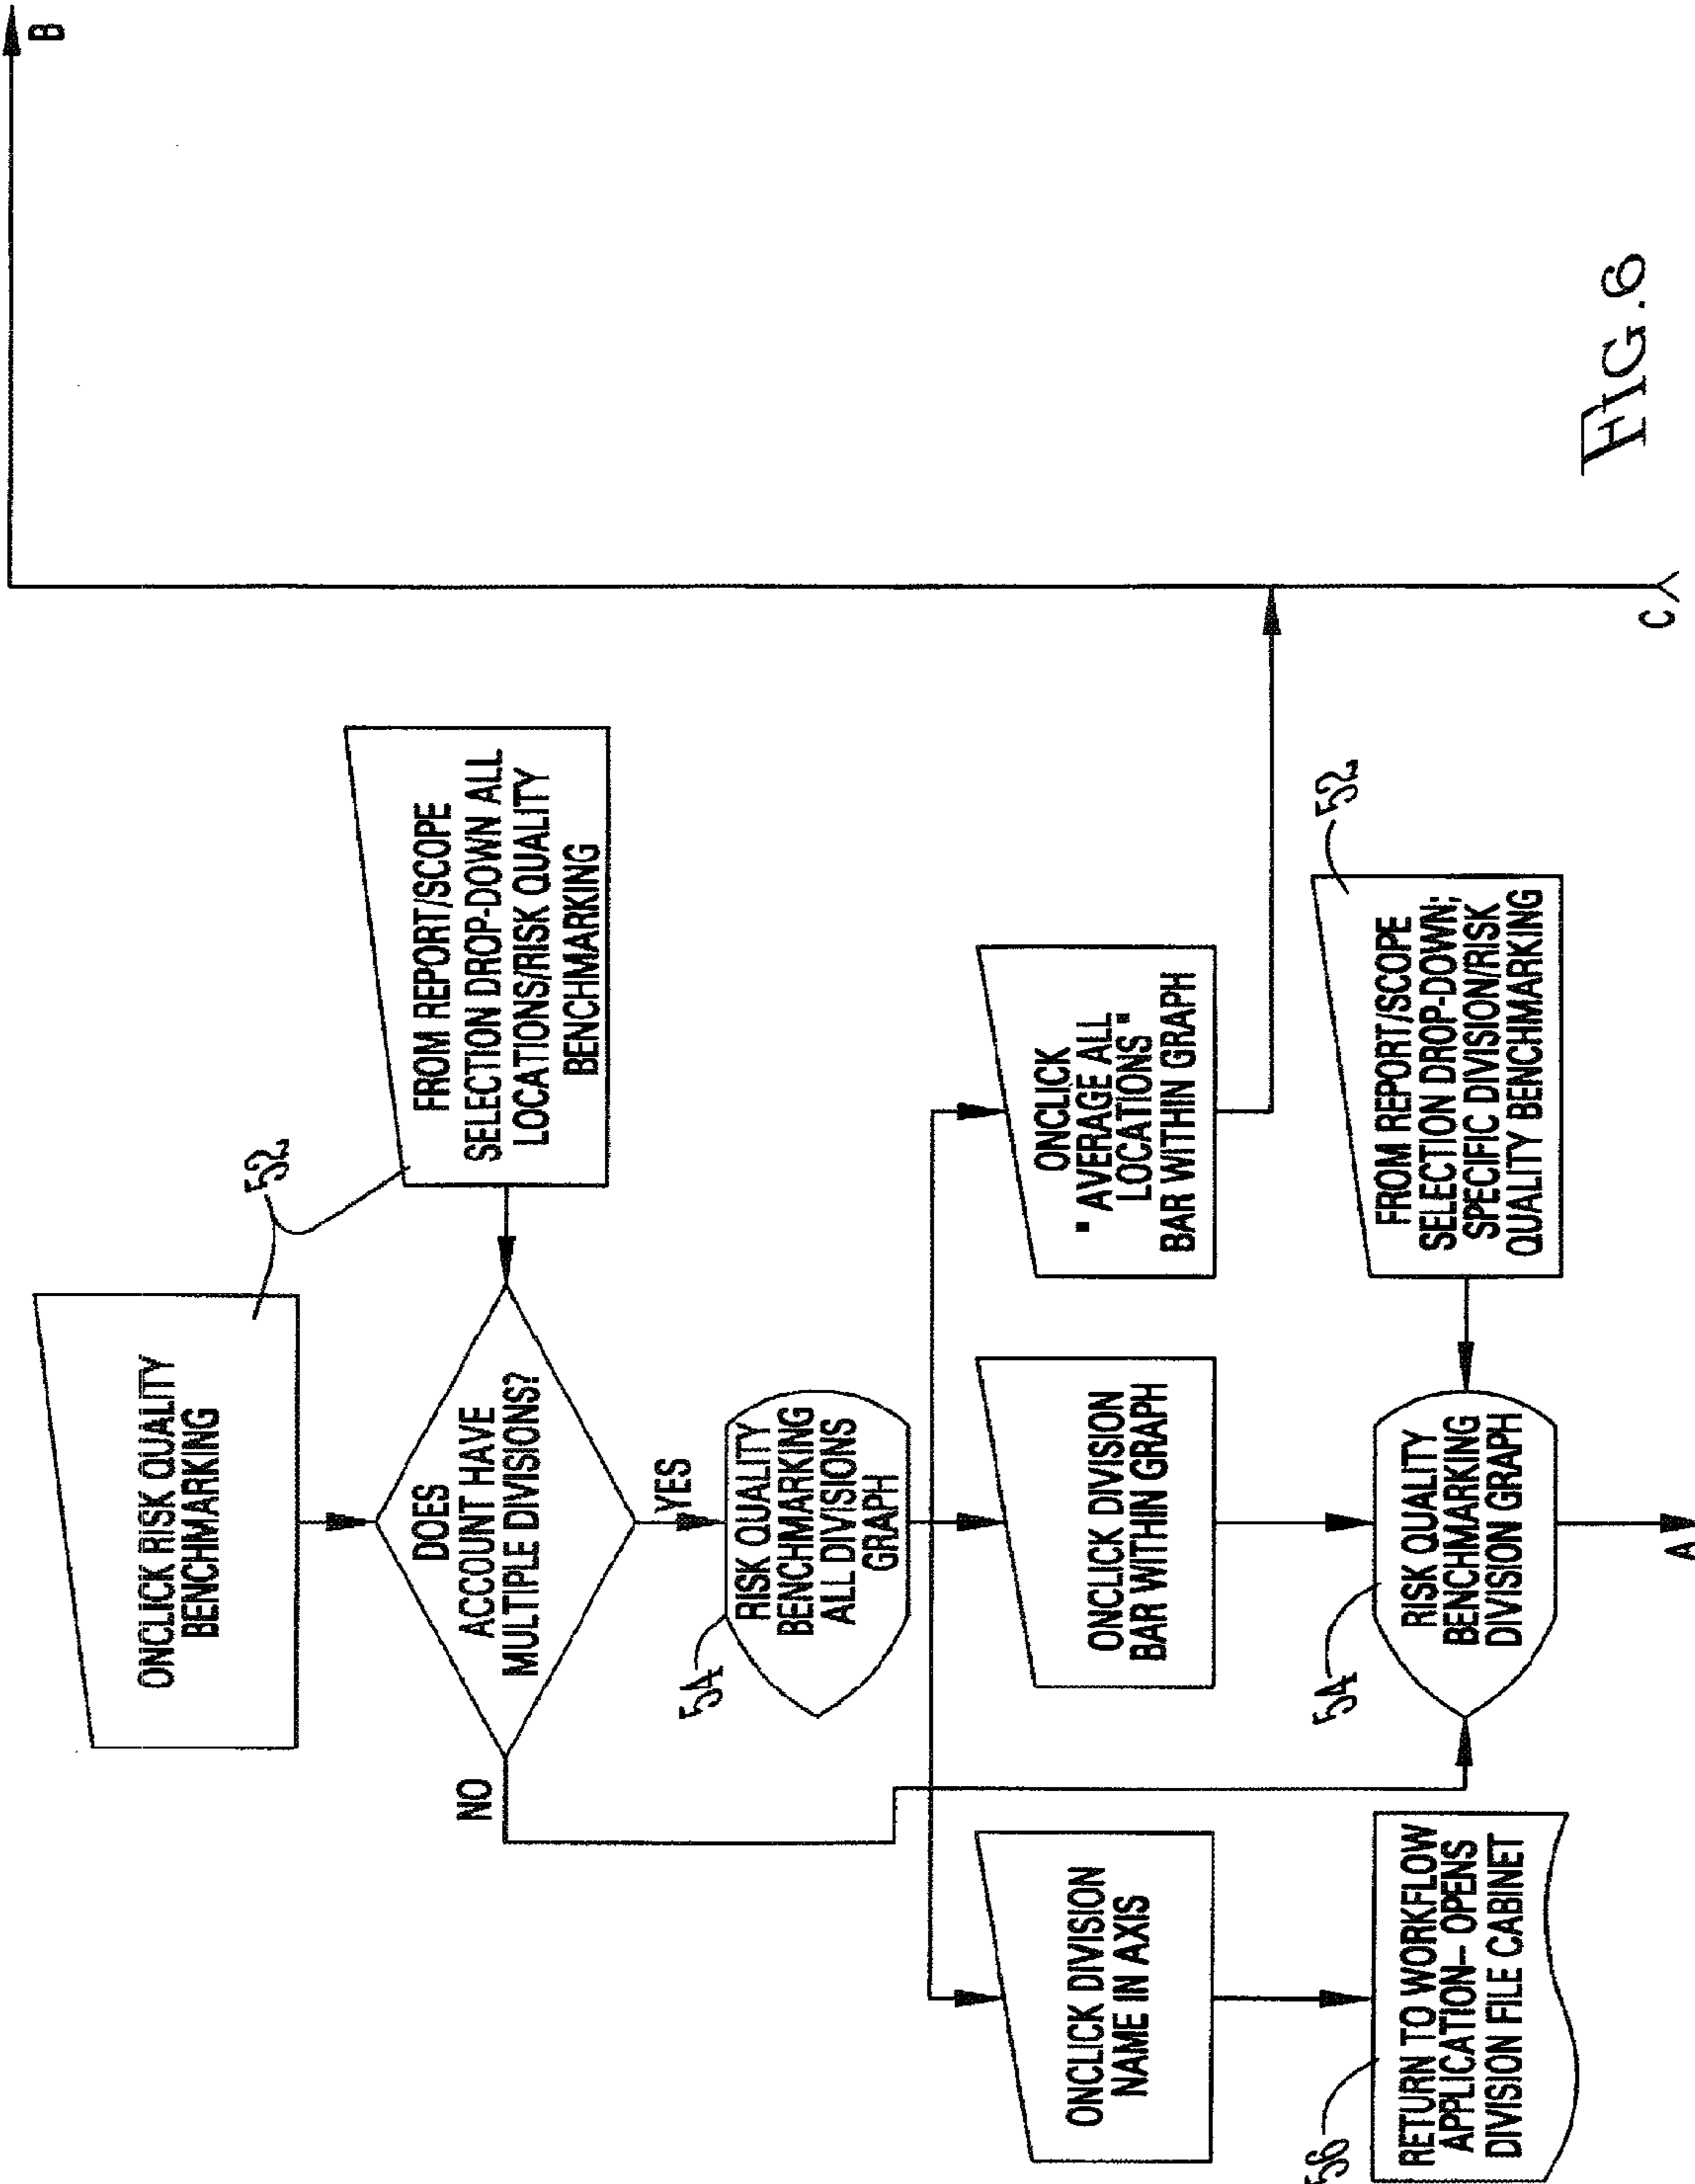 B
ONCLICK RISK QUALITY
BENCHMARKING
52
DOES
ACCOUNT HAVE
MULTIPLE DIVISIONS?
FROM REPORT/SCOPE
SELECTION DROP-DOWN ALL
LOCATIONS/RISK QUALITY
BENCHMARKING
NO
YES
54
RISK QUALITY
BENCHMARKING
ALL DIVISIONS
GRAPH
ONCLICK DIVISION
NAME IN AXIS
ONCLICK DIVISION
BAR WITHIN GRAPH
ONCLICK
"AVERAGE ALL
LOCATIONS"
BAR WITHIN GRAPH
56
RETURN TO WORKFLOW
APPLICATION- OPENS
DIVISION FILE CABINET
54
RISK QUALITY
BENCHMARKING
DIVISION GRAPH
52
FROM REPORT/SCOPE
SELECTION DROP-DOWN;
SPECIFIC DIVISION/RISK
QUALITY BENCHMARKING
A
C
FIG.6